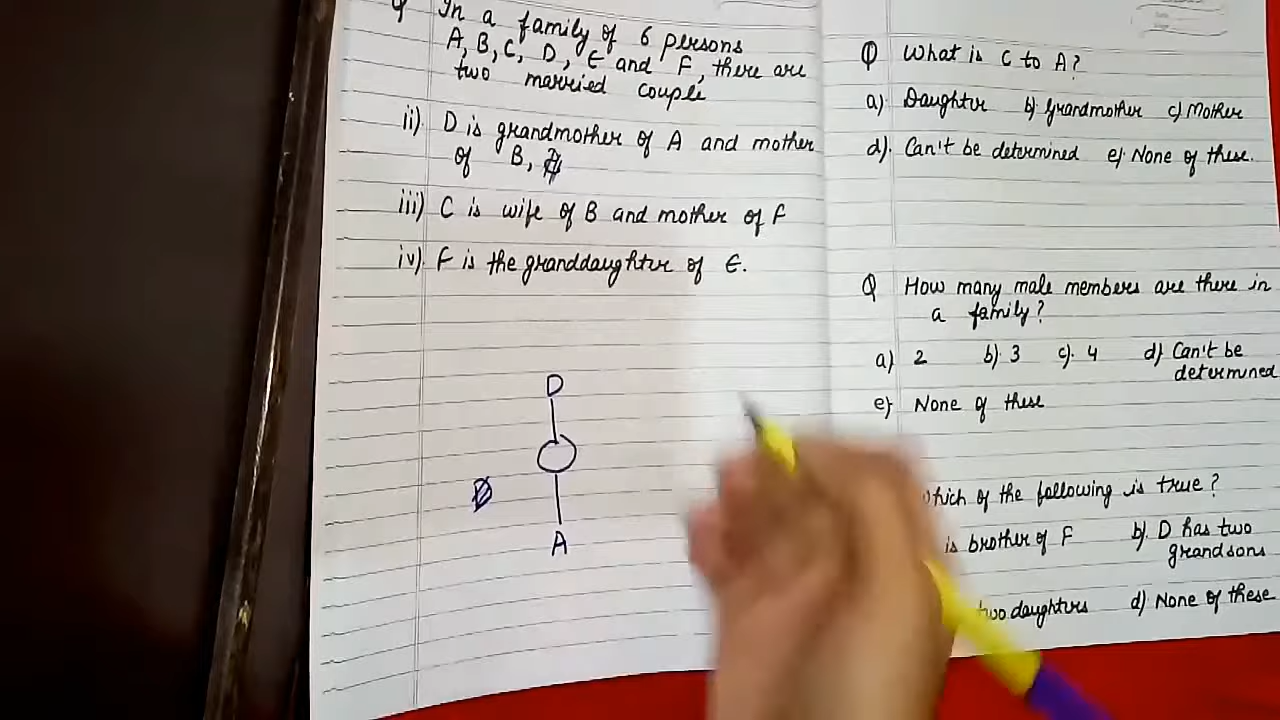 In a family of 6 persons
A, B, C, D, E and F, there are
two married couple
ii) D is grandmother of A and mother
of B,
iii) C is wife of B and mother of F
iv) F is the granddaughter of E.
D
A
Q What is C to A?
a) Daughter b) Grandmother c) Mother
d) Can't be determined e) None of these.
Q How many male members are there in
a family?
a) 2 b) 3 c). 4 d) Can't be
determined
e) None of these
which of the following is true?
is brother of F b) D has two
grandsons
two daughters d) None of these